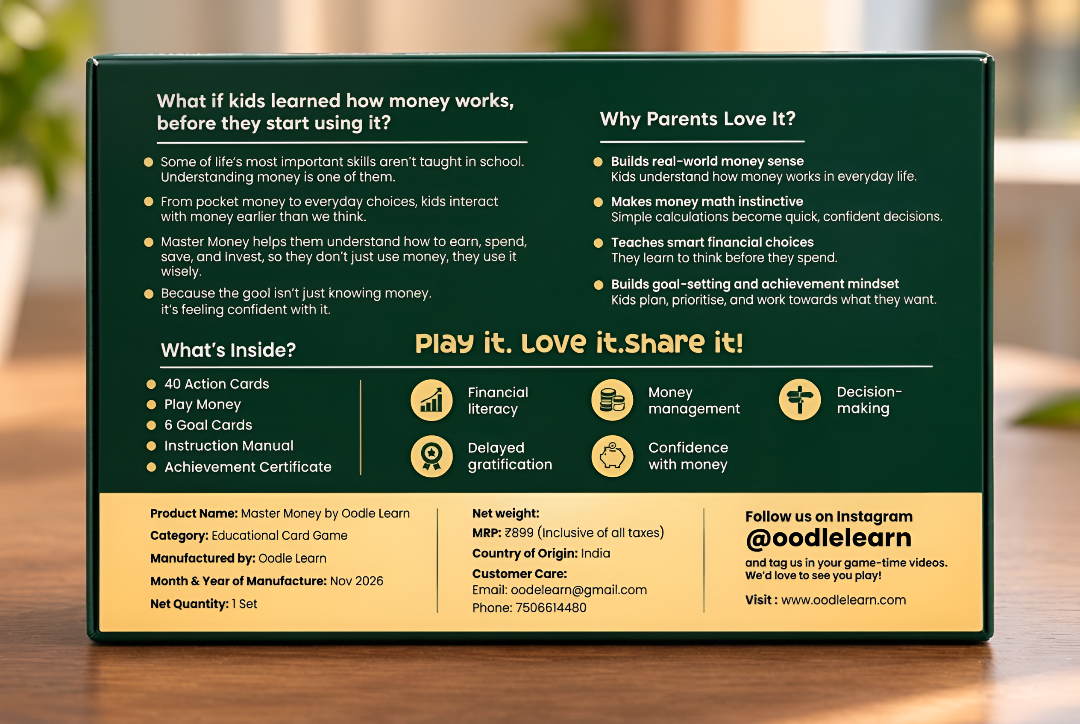 What if kids learned how money works,
before they start using it?
Some of life's most important skills aren't taught in school.
Understanding money is one of them.
From pocket money to everyday choices, kids interact
with money earlier than we think.
Master Money helps them understand how to earn, spend,
save, and invest, so they don't just use money, they use it
wisely.
Because the goal isn't just knowing money.
it's feeling confident with it.
Why Parents Love It?
Builds real-world money sense
Kids understand how money works in everyday life.
Makes money math instinctive
Simple calculations become quick, confident decisions.
Teaches smart financial choices
They learn to think before they spend.
Builds goal-setting and achievement mindset
Kids plan, prioritise, and work towards what they want.
What's Inside?
40 Action Cards
Play Money
6 Goal Cards
Instruction Manual
Achievement Certificate
Play it. Love it.Share it!
Financial
literacy
Money
management
Decision-
making
Delayed
gratification
Confidence
with money
Product Name: Master Money by Oodle Learn
Category: Educational Card Game
Manufactured by: Oodle Learn
Month & Year of Manufacture: Nov 2026
Net Quantity: 1 Set
Net weight:
MRP: ₹899 (Inclusive of all taxes)
Country of Origin: India
Customer Care:
Email: oodelearn@gmail.com
Phone: 7506614480
Follow us on Instagram
@oodlelearn
and tag us in your game-time videos.
We'd love to see you play!
Visit : www.oodlelearn.com